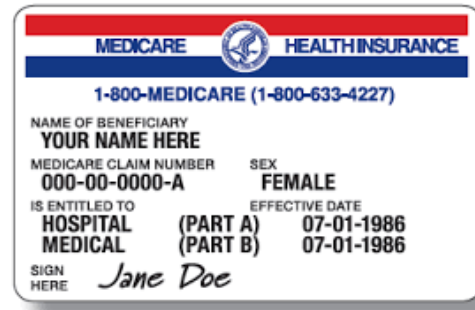 MEDICARE HEALTH INSURANCE
1-800-MEDICARE (1-800-633-4227)
NAME OF BENEFICIARY
YOUR NAME HERE
MEDICARE CLAIM NUMBER SEX
000-00-0000-A FEMALE
IS ENTITLED TO EFFECTIVE DATE
HOSPITAL (PART A) 07-01-1986
MEDICAL (PART B) 07-01-1986
SIGN
HERE Jane Doe